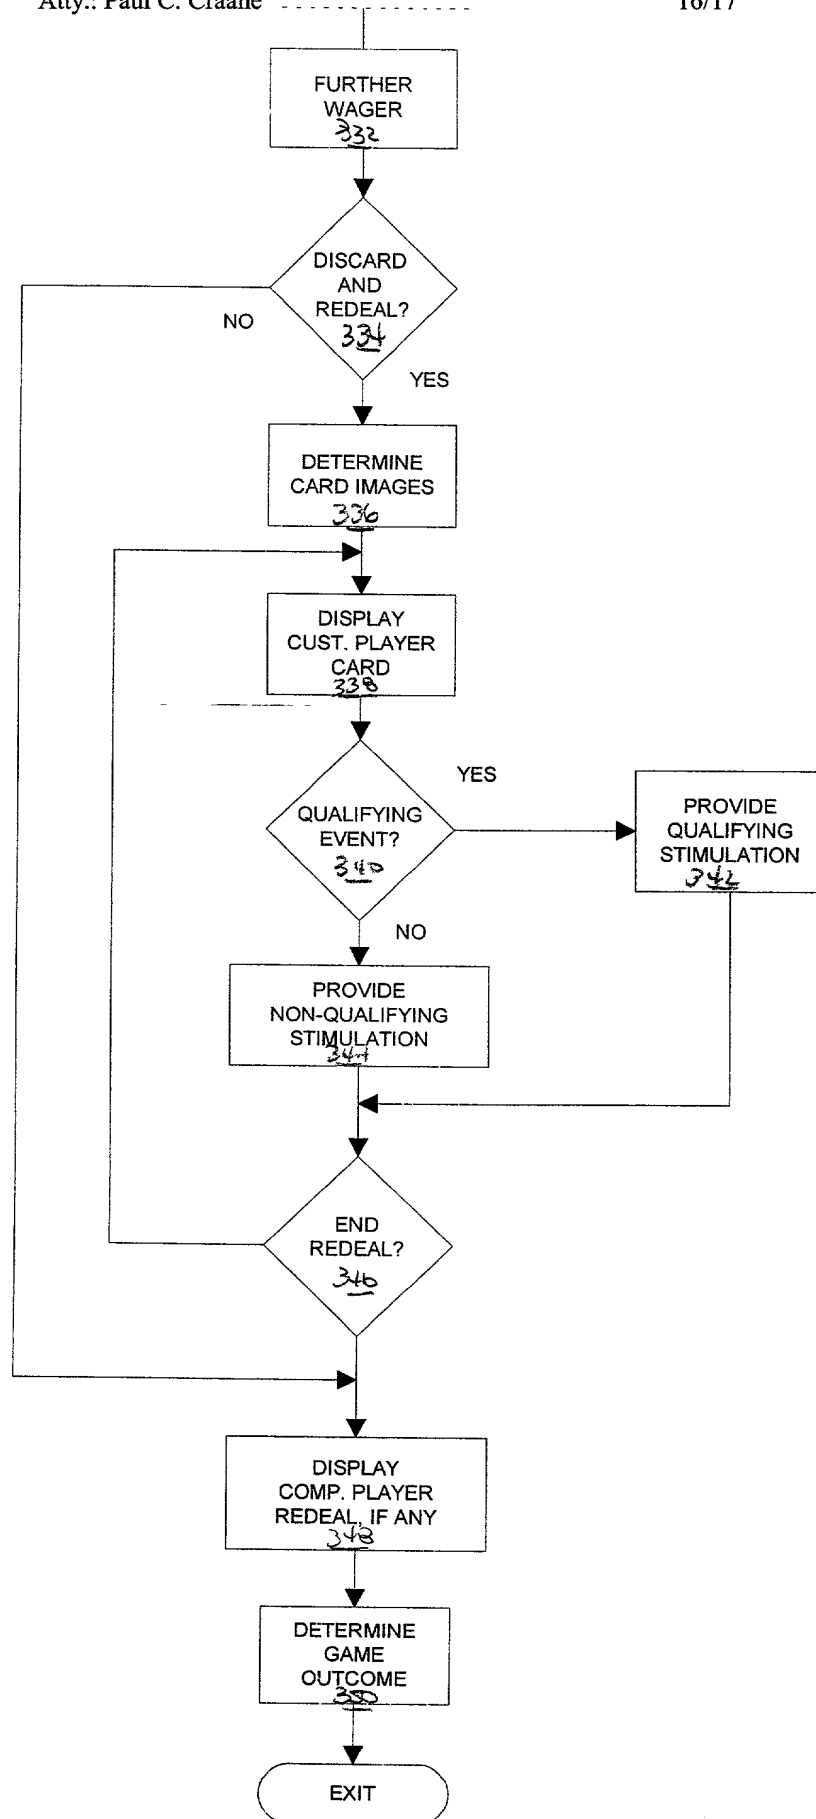 Atty.: Paul C. Craane
16/17
FURTHER
WAGER
332
DISCARD
AND
REDEAL?
334
NO
YES
DETERMINE
CARD IMAGES
336
DISPLAY
CUST. PLAYER
CARD
338
YES
QUALIFYING
EVENT?
340
PROVIDE
QUALIFYING
STIMULATION
342
NO
PROVIDE
NON-QUALIFYING
STIMULATION
344
END
REDEAL?
346
DISPLAY
COMP. PLAYER
REDEAL, IF ANY
348
DETERMINE
GAME
OUTCOME
350
EXIT